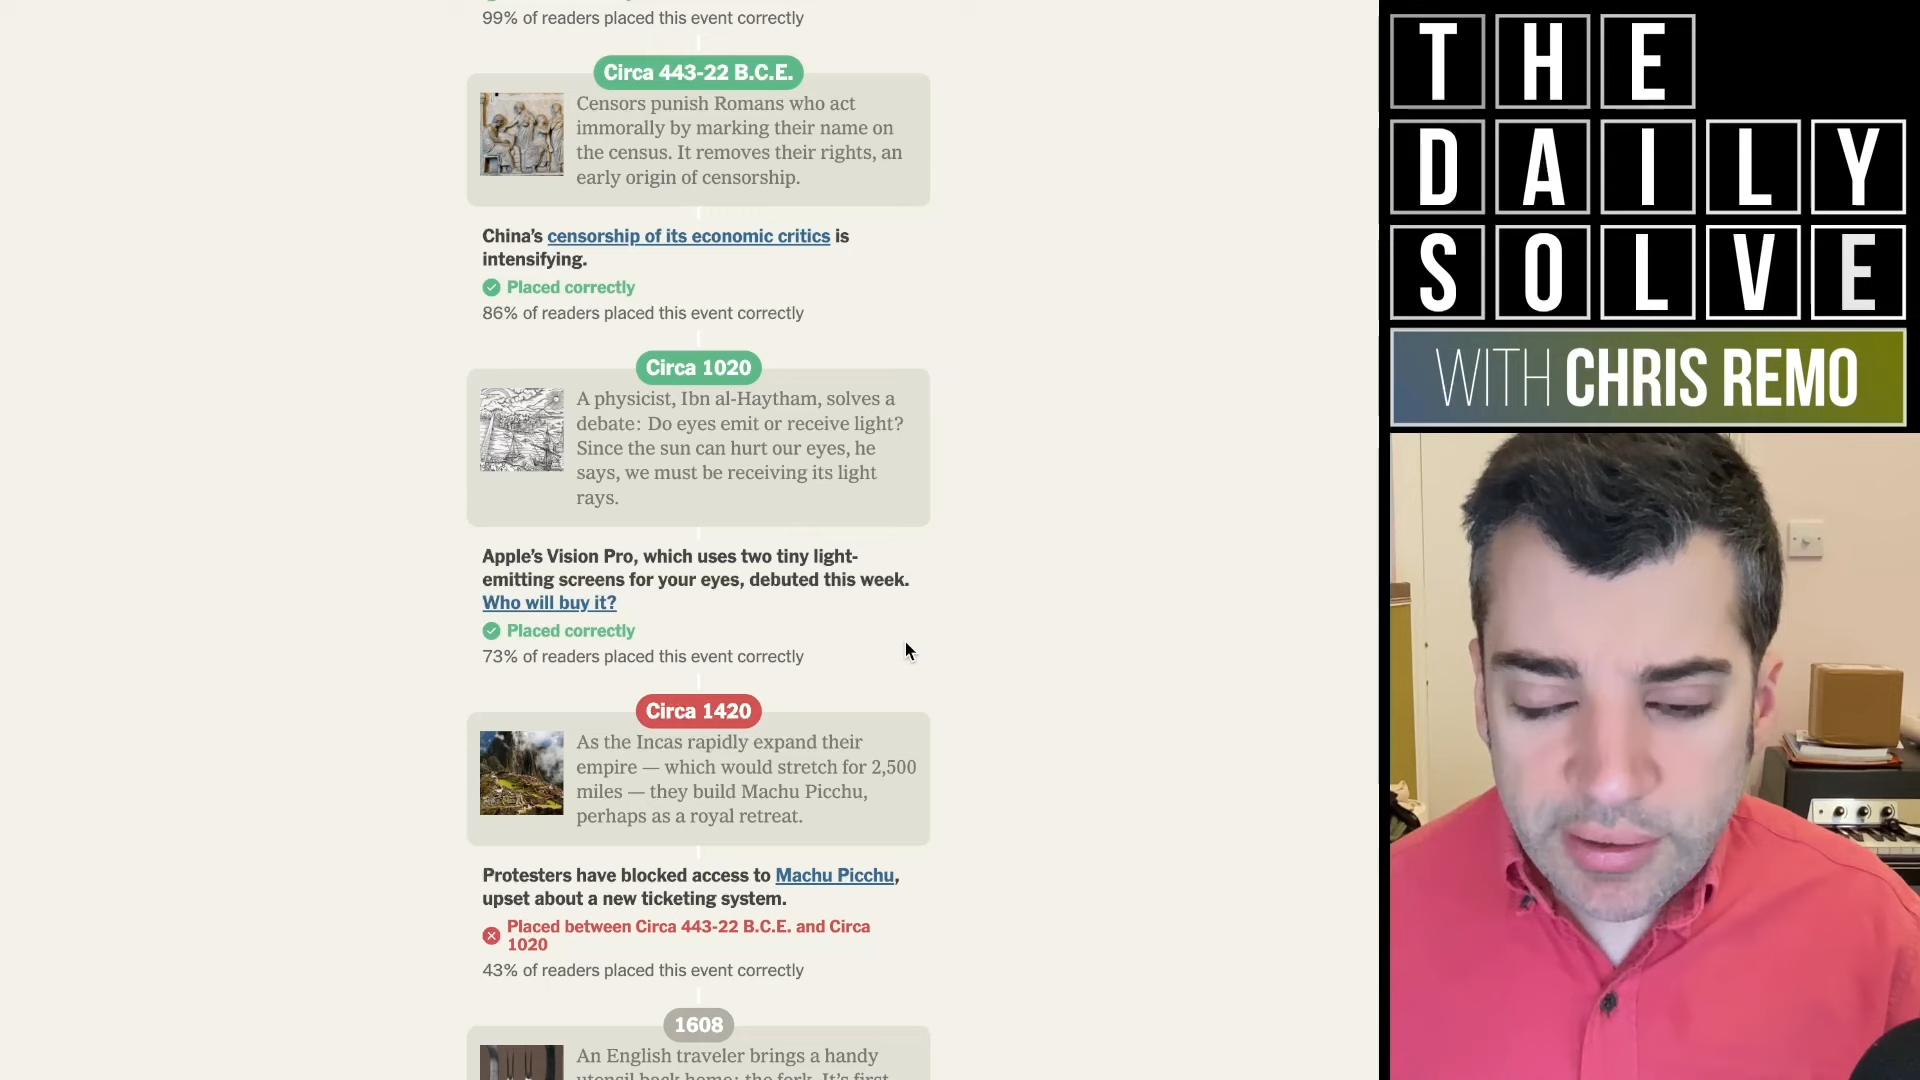 99% of readers placed this event correctly
Circa 443-22 B.C.E.
Censors punish Romans who act
immorally by marking their name on
the census. It removes their rights, an
early origin of censorship.
China’s censorship of its economic critics is
intensifying.
Placed correctly
86% of readers placed this event correctly
Circa 1020
A physicist, Ibn al-Haytham, solves a
debate: Do eyes emit or receive light?
Since the sun can hurt our eyes, he
says, we must be receiving its light
rays.
Apple’s Vision Pro, which uses two tiny light-
emitting screens for your eyes, debuted this week.
Who will buy it?
Placed correctly
73% of readers placed this event correctly
Circa 1420
As the Incas rapidly expand their
empire — which would stretch for 2,500
miles — they build Machu Picchu,
perhaps as a royal retreat.
Protesters have blocked access to Machu Picchu,
upset about a new ticketing system.
Placed between Circa 443-22 B.C.E. and Circa
1020
43% of readers placed this event correctly
1608
An English traveler brings a handy
utensil back home: the fork. It’s first
THE
DAILY
SOLVE
WITH CHRIS REMO